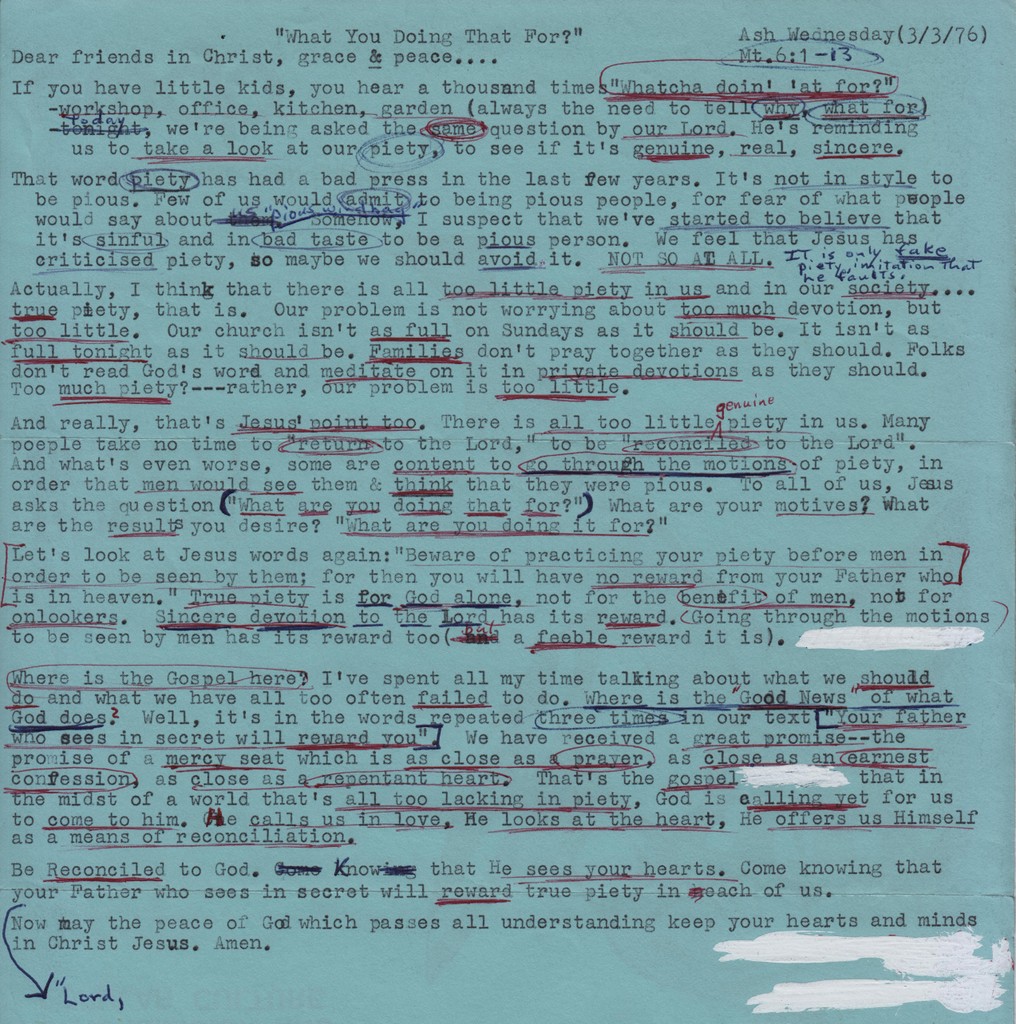 "What You Doing That For?" Ash Wednesday(3/3/76)
Dear friends in Christ, grace & peace.... Mt.6:1-13
If you have little kids, you hear a thousand times "Whatcha doin' 'at for?"
-workshop, office, kitchen, garden (always the need to tell why, what for)
today
-tonight, we're being asked the same question by our Lord. He's reminding
us to take a look at our piety, to see if it's genuine, real, sincere.
That word piety has had a bad press in the last few years. It's not in style to
be pious. Few of us would admit to being pious people, for fear of what people
us "pious windbag"
would say about Somehow, I suspect that we've started to believe that
it's sinful and in bad taste to be a pious person. We feel that Jesus has
criticised piety, so maybe we should avoid it. NOT SO AT ALL.
It is only fake
piety, imitation that
he faults.
Actually, I think that there is all too little piety in us and in our society....
true piety, that is. Our problem is not worrying about too much devotion, but
too little. Our church isn't as full on Sundays as it should be. It isn't as
full tonight as it should be. Families don't pray together as they should. Folks
don't read God's word and meditate on it in private devotions as they should.
Too much piety?---rather, our problem is too little.
genuine
And really, that's Jesus' point too. There is all too little piety in us. Many
poeple take no time to "return to the Lord," to be "reconciled to the Lord".
And what's even worse, some are content to go through the motions of piety, in
order that men would see them & think that they were pious. To all of us, Jesus
asks the question ("What are you doing that for?") What are your motives? What
are the results you desire? "What are you doing it for?"
Let's look at Jesus words again:"Beware of practicing your piety before men in
order to be seen by them; for then you will have no reward from your Father who
is in heaven." True piety is for God alone, not for the benefit of men, not for
onlookers. Sincere devotion to the Lord has its reward. (Going through the motions
to be seen by men has its reward too( but a feeble reward it is).
Where is the Gospel here? I've spent all my time talking about what we should
do and what we have all too often failed to do. Where is the "Good News" of what
God does? Well, it's in the words repeated three times in our text ["Your father
who sees in secret will reward you"] We have received a great promise--the
promise of a mercy seat which is as close as a prayer, as close as an earnest
confession, as close as a repentant heart. That's the gospel that in
the midst of a world that's all too lacking in piety, God is calling yet for us
to come to him. He calls us in love, He looks at the heart, He offers us Himself
as a means of reconciliation.
Be Reconciled to God. Come Knowing that He sees your hearts. Come knowing that
your Father who sees in secret will reward true piety in each of us.
Now may the peace of God which passes all understanding keep your hearts and minds
in Christ Jesus. Amen.
"Lord,